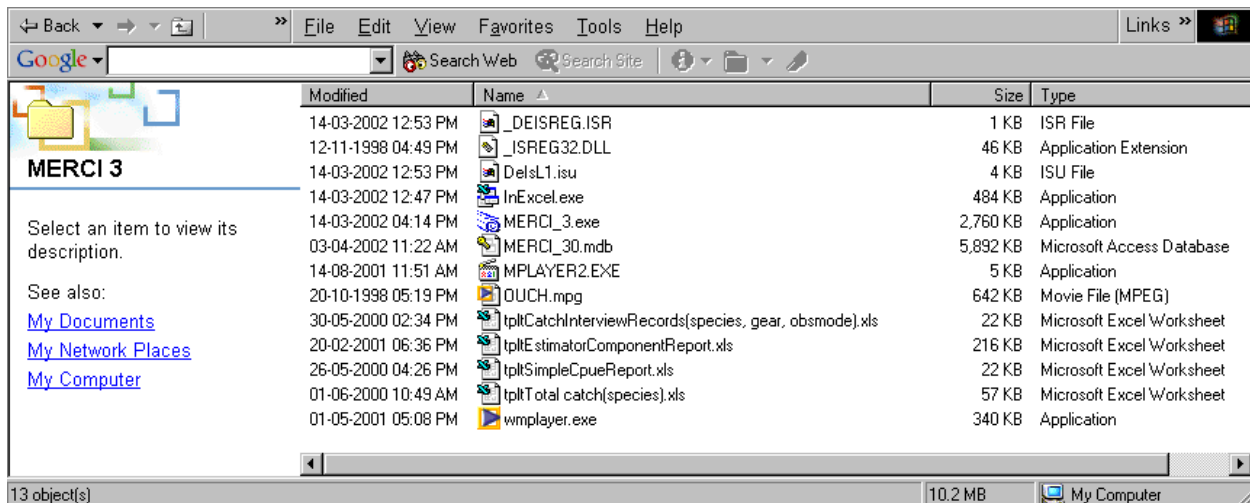 Back » File Edit View Favorites Tools Help Links »
Google Search Web Search Site
MERCI 3
Select an item to view its
description.
See also:
My Documents
My Network Places
My Computer
Modified Name Size Type
14-03-2002 12:53 PM _DEISREG.ISR 1 KB ISR File
12-11-1998 04:49 PM _ISREG32.DLL 46 KB Application Extension
14-03-2002 12:53 PM DeIsL1.isu 4 KB ISU File
14-03-2002 12:47 PM InExcel.exe 484 KB Application
14-03-2002 04:14 PM MERCI_3.exe 2,760 KB Application
03-04-2002 11:22 AM MERCI_30.mdb 5,892 KB Microsoft Access Database
14-08-2001 11:51 AM MPLAYER2.EXE 5 KB Application
20-10-1998 05:19 PM OUCH.mpg 642 KB Movie File (MPEG)
30-05-2000 02:34 PM tpltCatchInterviewRecords(species, gear, obsmode).xls 22 KB Microsoft Excel Worksheet
20-02-2001 06:36 PM tpltEstimatorComponentReport.xls 216 KB Microsoft Excel Worksheet
26-05-2000 04:26 PM tpltSimpleCpueReport.xls 22 KB Microsoft Excel Worksheet
01-06-2000 10:49 AM tpltTotal catch(species).xls 57 KB Microsoft Excel Worksheet
01-05-2001 05:08 PM wmplayer.exe 340 KB Application
13 object(s) 10.2 MB My Computer